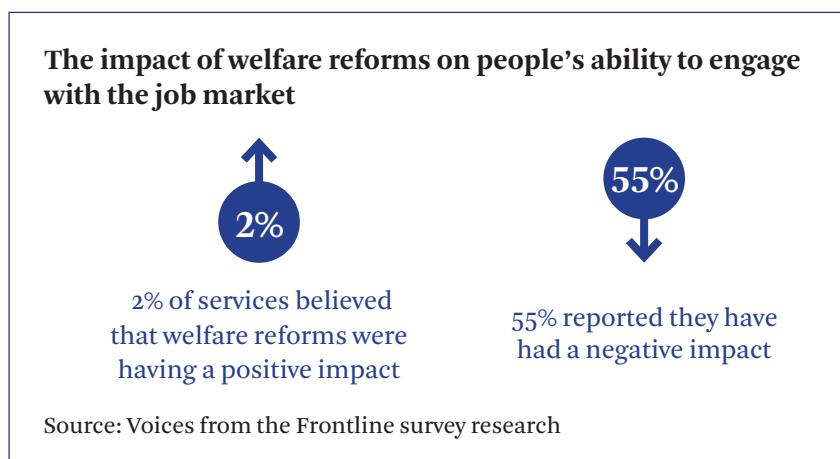 The impact of welfare reforms on people’s ability to engage
with the job market
2%
55%
2% of services believed
that welfare reforms were
having a positive impact
55% reported they have
had a negative impact
Source: Voices from the Frontline survey research